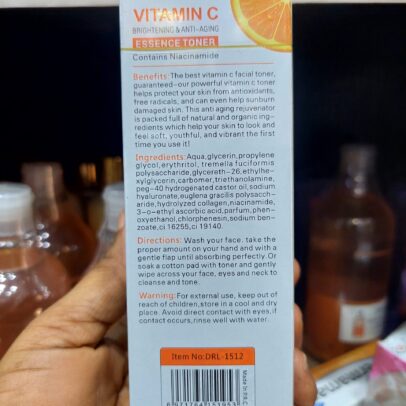 VITAMIN C
BRIGHTENING & ANTI-AGING
ESSENCE TONER
Contains Niacinamide
Benefits: The best vitamin c facial toner,
guaranteed-our powerful vitamin c toner
helps protect your skin from antioxidants,
free radicals, and can even help sunburn
damaged skin. This anti aging rejuvenator
is packed full of natural and organic ing-
redients which help your skin to look and
feel soft, youthful, and vibrant the first
time you use it!
Ingredients: Aqua, glycerin, propylene
glycol, erythritol, tremella fuciformis
polysaccharide, glycereth-26, ethylhe-
xylglycerin, carbomer, triethanolamine,
peg-40 hydrogenated castor oil, sodium
hyaluronate, euglena gracilis polysacch-
aride, hydrolyzed collagen, niacinamide,
3-o-ethyl ascorbic acid, parfum, phen-
oxyethanol, chlorphenesin, sodium ben-
zoate, ci 16255, ci 19140.
Directions: Wash your face. take the
proper amount on your hand and with a
gentle flap until absorbing perfectly. Or
soak a cotton pad with toner and gently
wipe across your face, eyes and neck to
cleanse and tone.
Warning: For external use, keep out of
reach of children, store in a cool and dry
place. Avoid direct contact with eyes, if
contact occurs, rinse well with water.
Item No:DRL-1512
Made in P.R.C